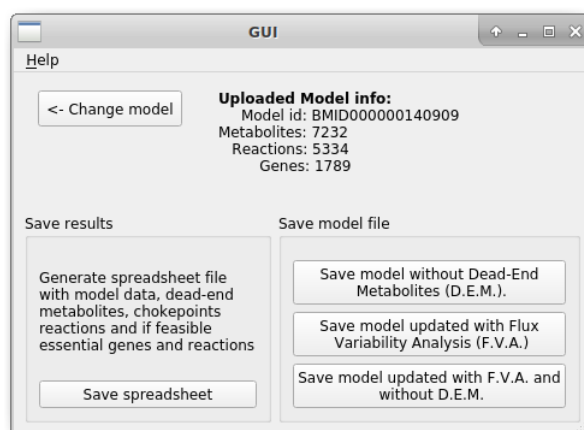 GUI
Help
<- Change model
Uploaded Model info:
Model id: BMID000000140909
Metabolites: 7232
Reactions: 5334
Genes: 1789
Save results
Generate spreadsheet file
with model data, dead-end
metabolites, chokepoints
reactions and if feasible
essential genes and reactions
Save spreadsheet
Save model file
Save model without Dead-End
Metabolites (D.E.M.).
Save model updated with Flux
Variability Analysis (F.V.A.)
Save model updated with F.V.A. and
without D.E.M.